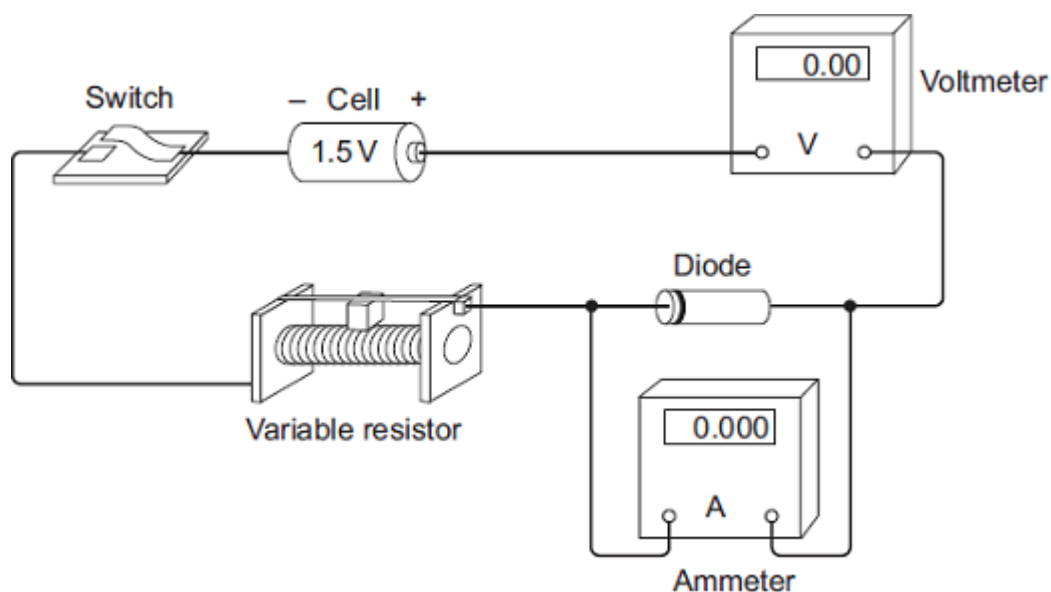 0.00
Voltmeter
Switch
– Cell +
1.5 V
V
Diode
Variable resistor
0.000
A
Ammeter